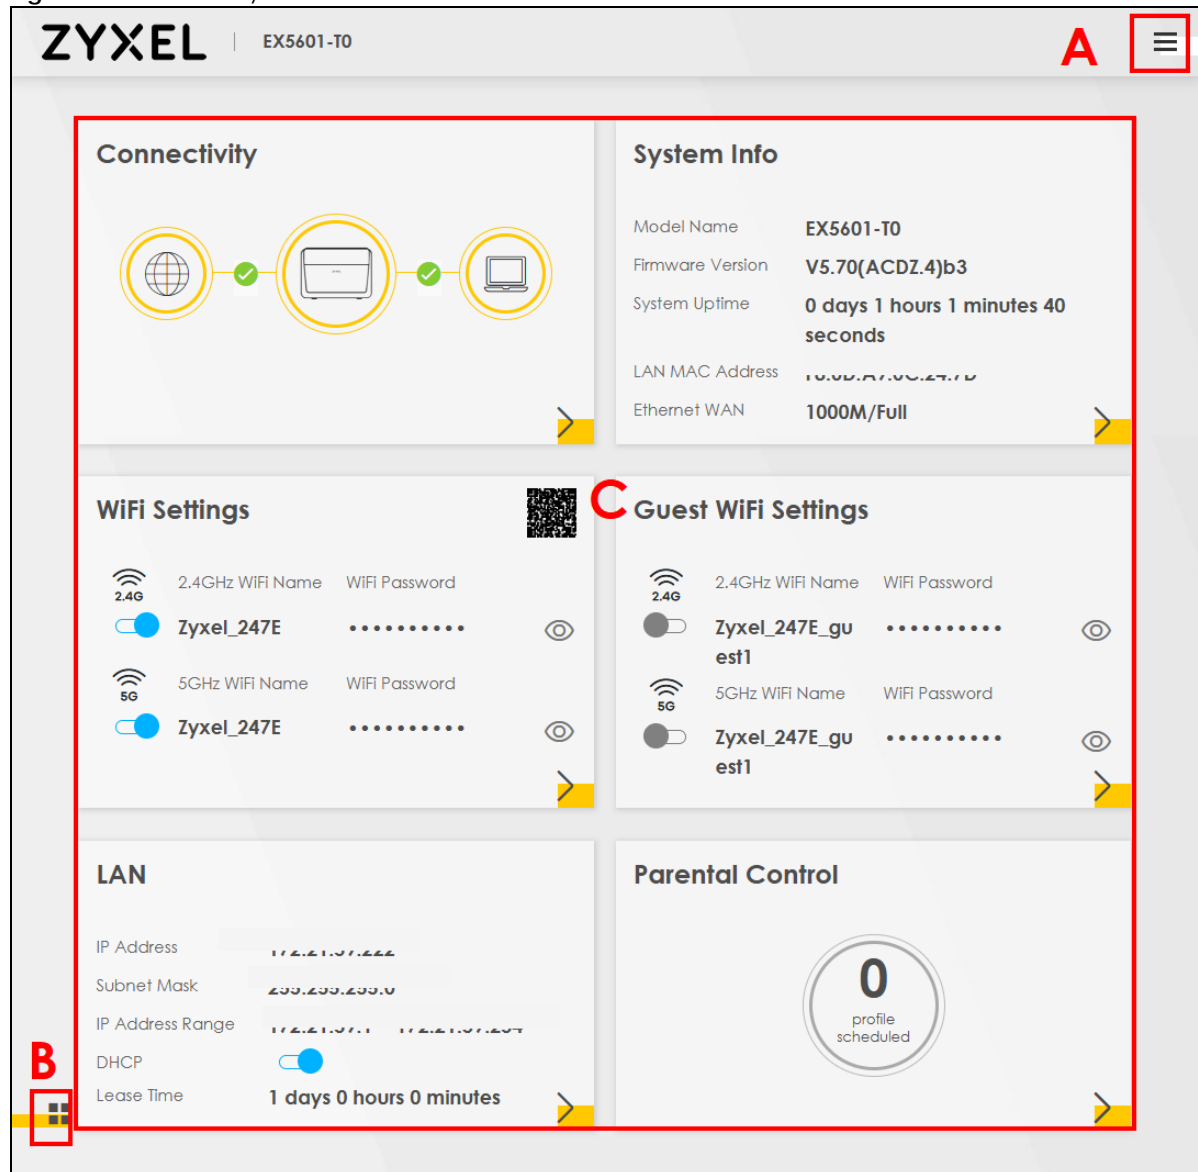 ZYXEL EX5601-T0 A
Connectivity
System Info
Model Name EX5601-T0
Firmware Version V5.70(ACDZ.4)b3
System Uptime 0 days 1 hours 1 minutes 40
seconds
LAN MAC Address
Ethernet WAN 1000M/Full
WiFi Settings
2.4G 2.4GHz WiFi Name WiFi Password
Zyxel_247E ••••••••••
5G 5GHz WiFi Name WiFi Password
Zyxel_247E ••••••••••
C
Guest WiFi Settings
2.4G 2.4GHz WiFi Name WiFi Password
Zyxel_247E_gu ••••••••••
est1
5G 5GHz WiFi Name WiFi Password
Zyxel_247E_gu ••••••••••
est1
LAN
IP Address
Subnet Mask
IP Address Range
DHCP
Lease Time 1 days 0 hours 0 minutes
B
Parental Control
0
profile
scheduled